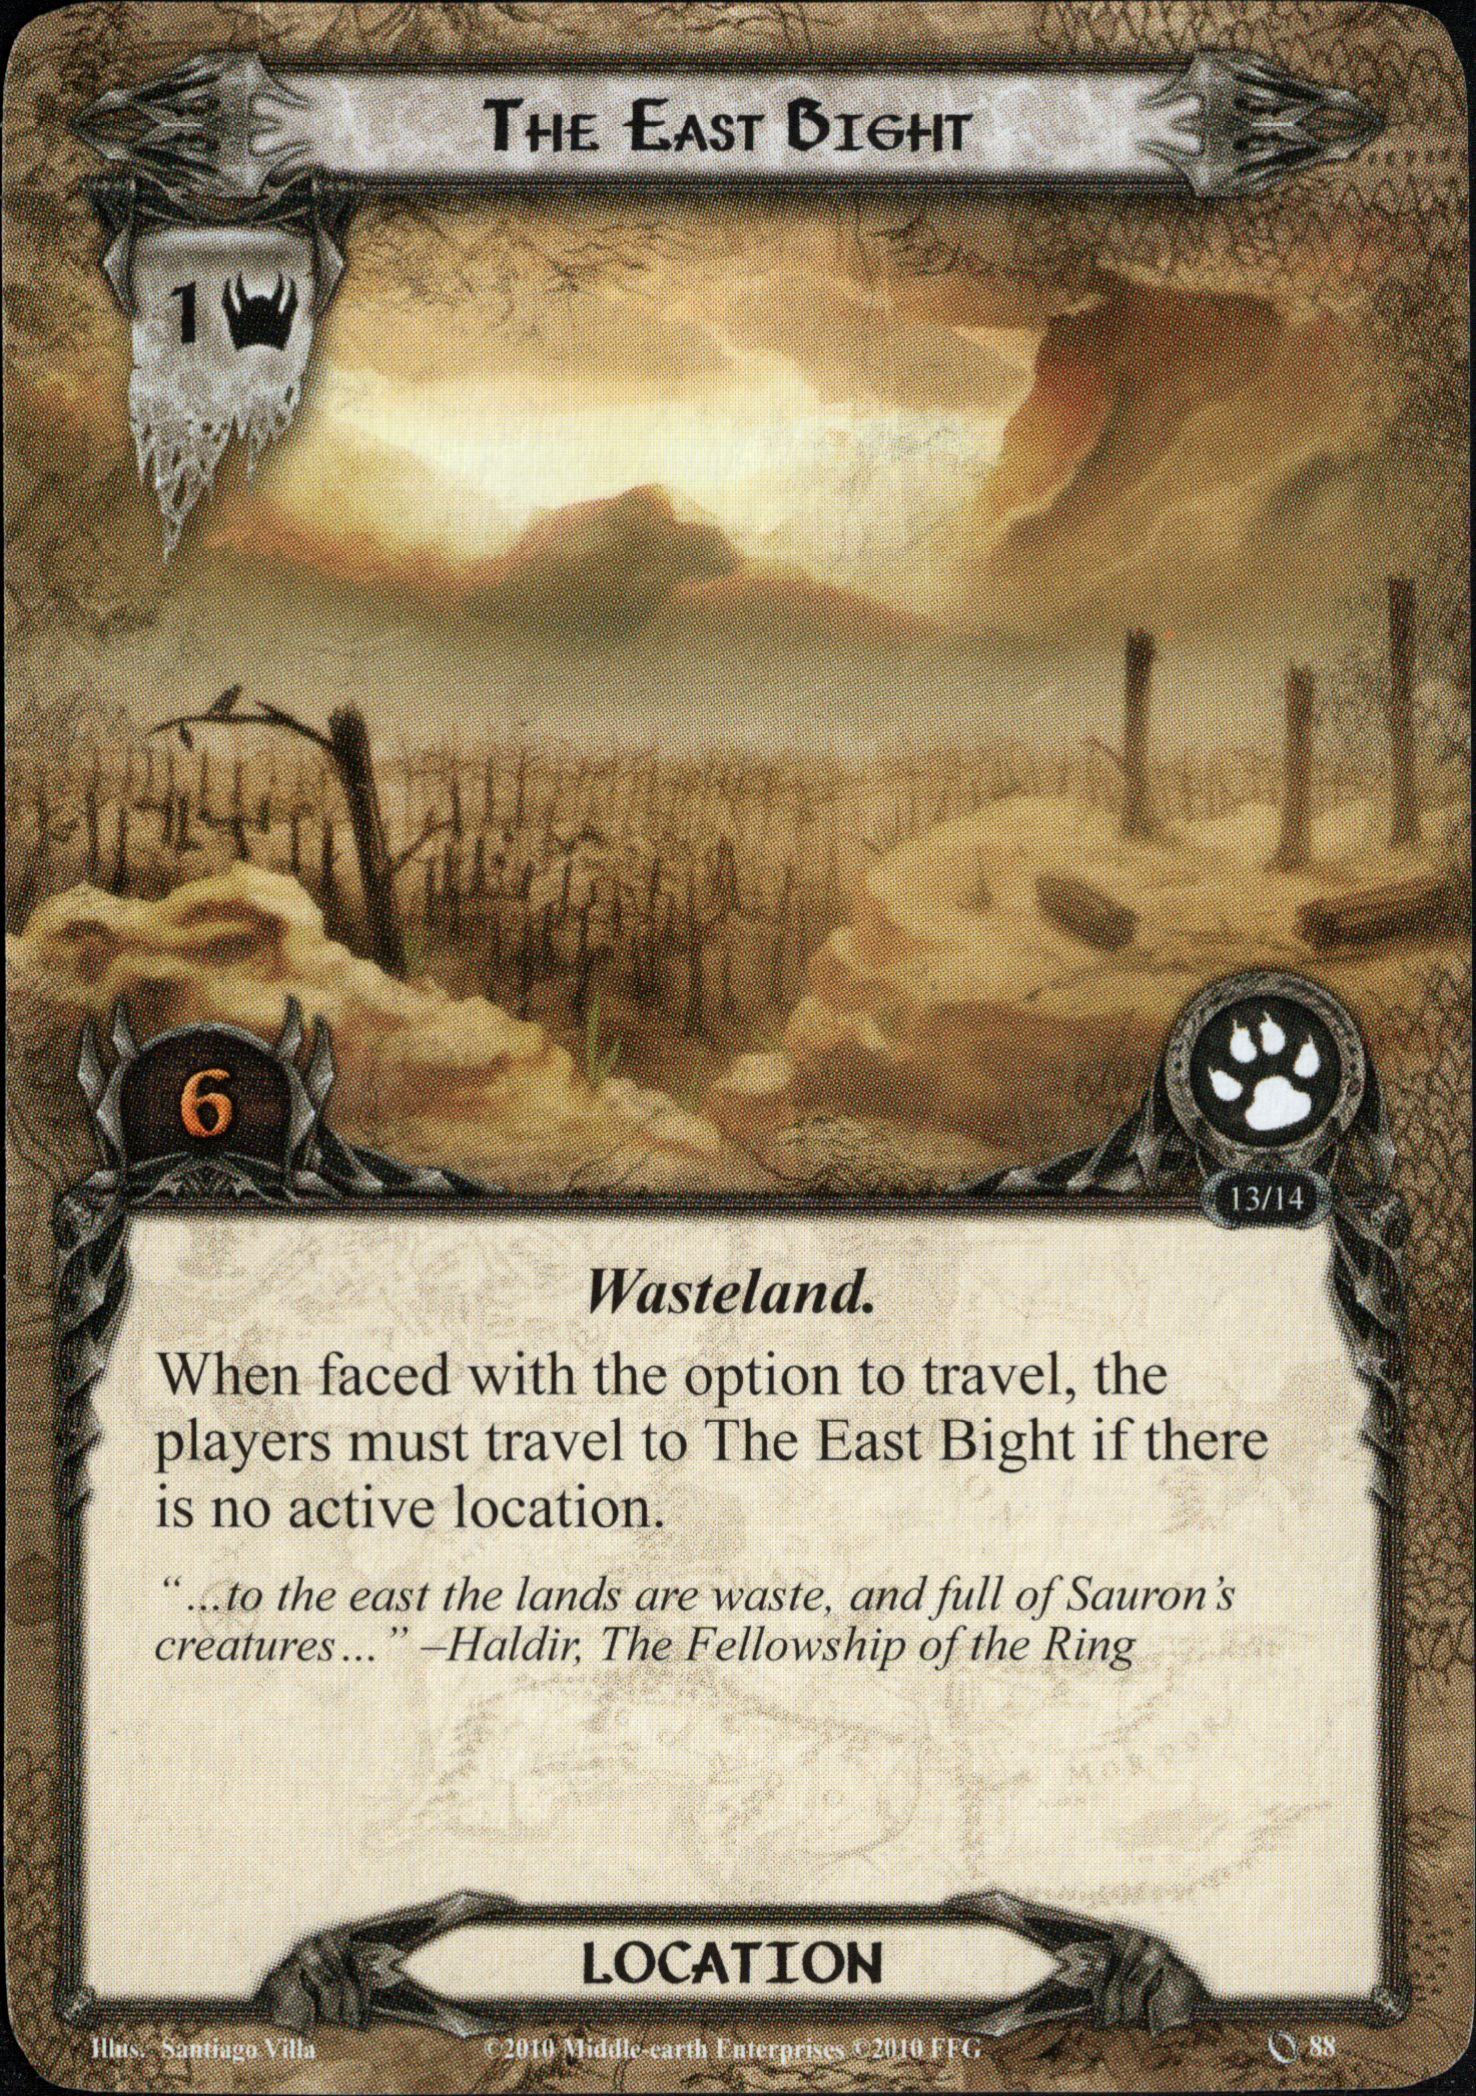 The East Bight
1
6
13/14
Wasteland.
When faced with the option to travel, the
players must travel to The East Bight if there
is no active location.
“...to the east the lands are waste, and full of Sauron’s
creatures...” –Haldir, The Fellowship of the Ring
MORDOR
LOCATION
Illus. Santiago Villa
©2010 Middle-earth Enterprises ©2010 FFG
88